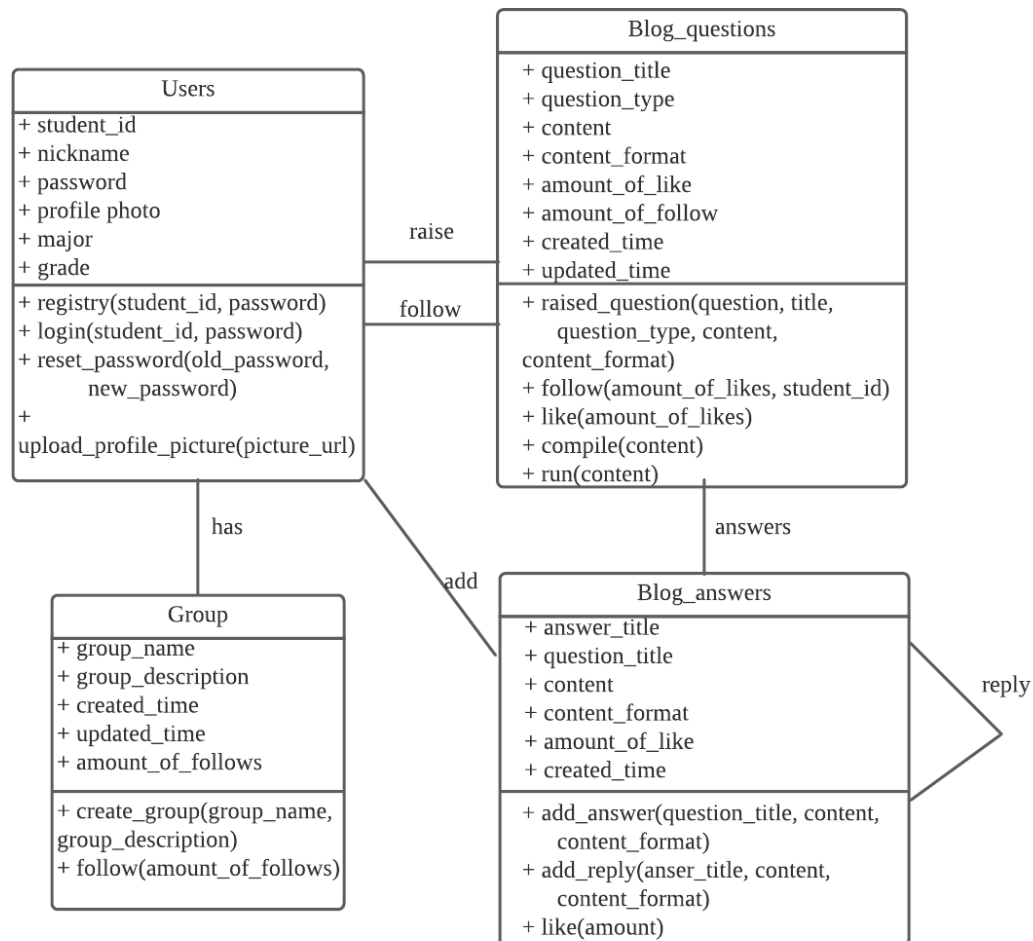 Users
+ student_id
+ nickname
+ password
+ profile photo
+ major
+ grade
+ registry(student_id, password)
+ login(student_id, password)
+ reset_password(old_password,
new_password)
+
upload_profile_picture(picture_url)
raise
follow
Blog_questions
+ question_title
+ question_type
+ content
+ content_format
+ amount_of_like
+ amount_of_follow
+ created_time
+ updated_time
+ raised_question(question, title,
question_type, content,
content_format)
+ follow(amount_of_likes, student_id)
+ like(amount_of_likes)
+ compile(content)
+ run(content)
has
add
answers
Group
+ group_name
+ group_description
+ created_time
+ updated_time
+ amount_of_follows
+ create_group(group_name,
group_description)
+ follow(amount_of_follows)
Blog_answers
+ answer_title
+ question_title
+ content
+ content_format
+ amount_of_like
+ created_time
+ add_answer(question_title, content,
content_format)
+ add_reply(anser_title, content,
content_format)
+ like(amount)
reply